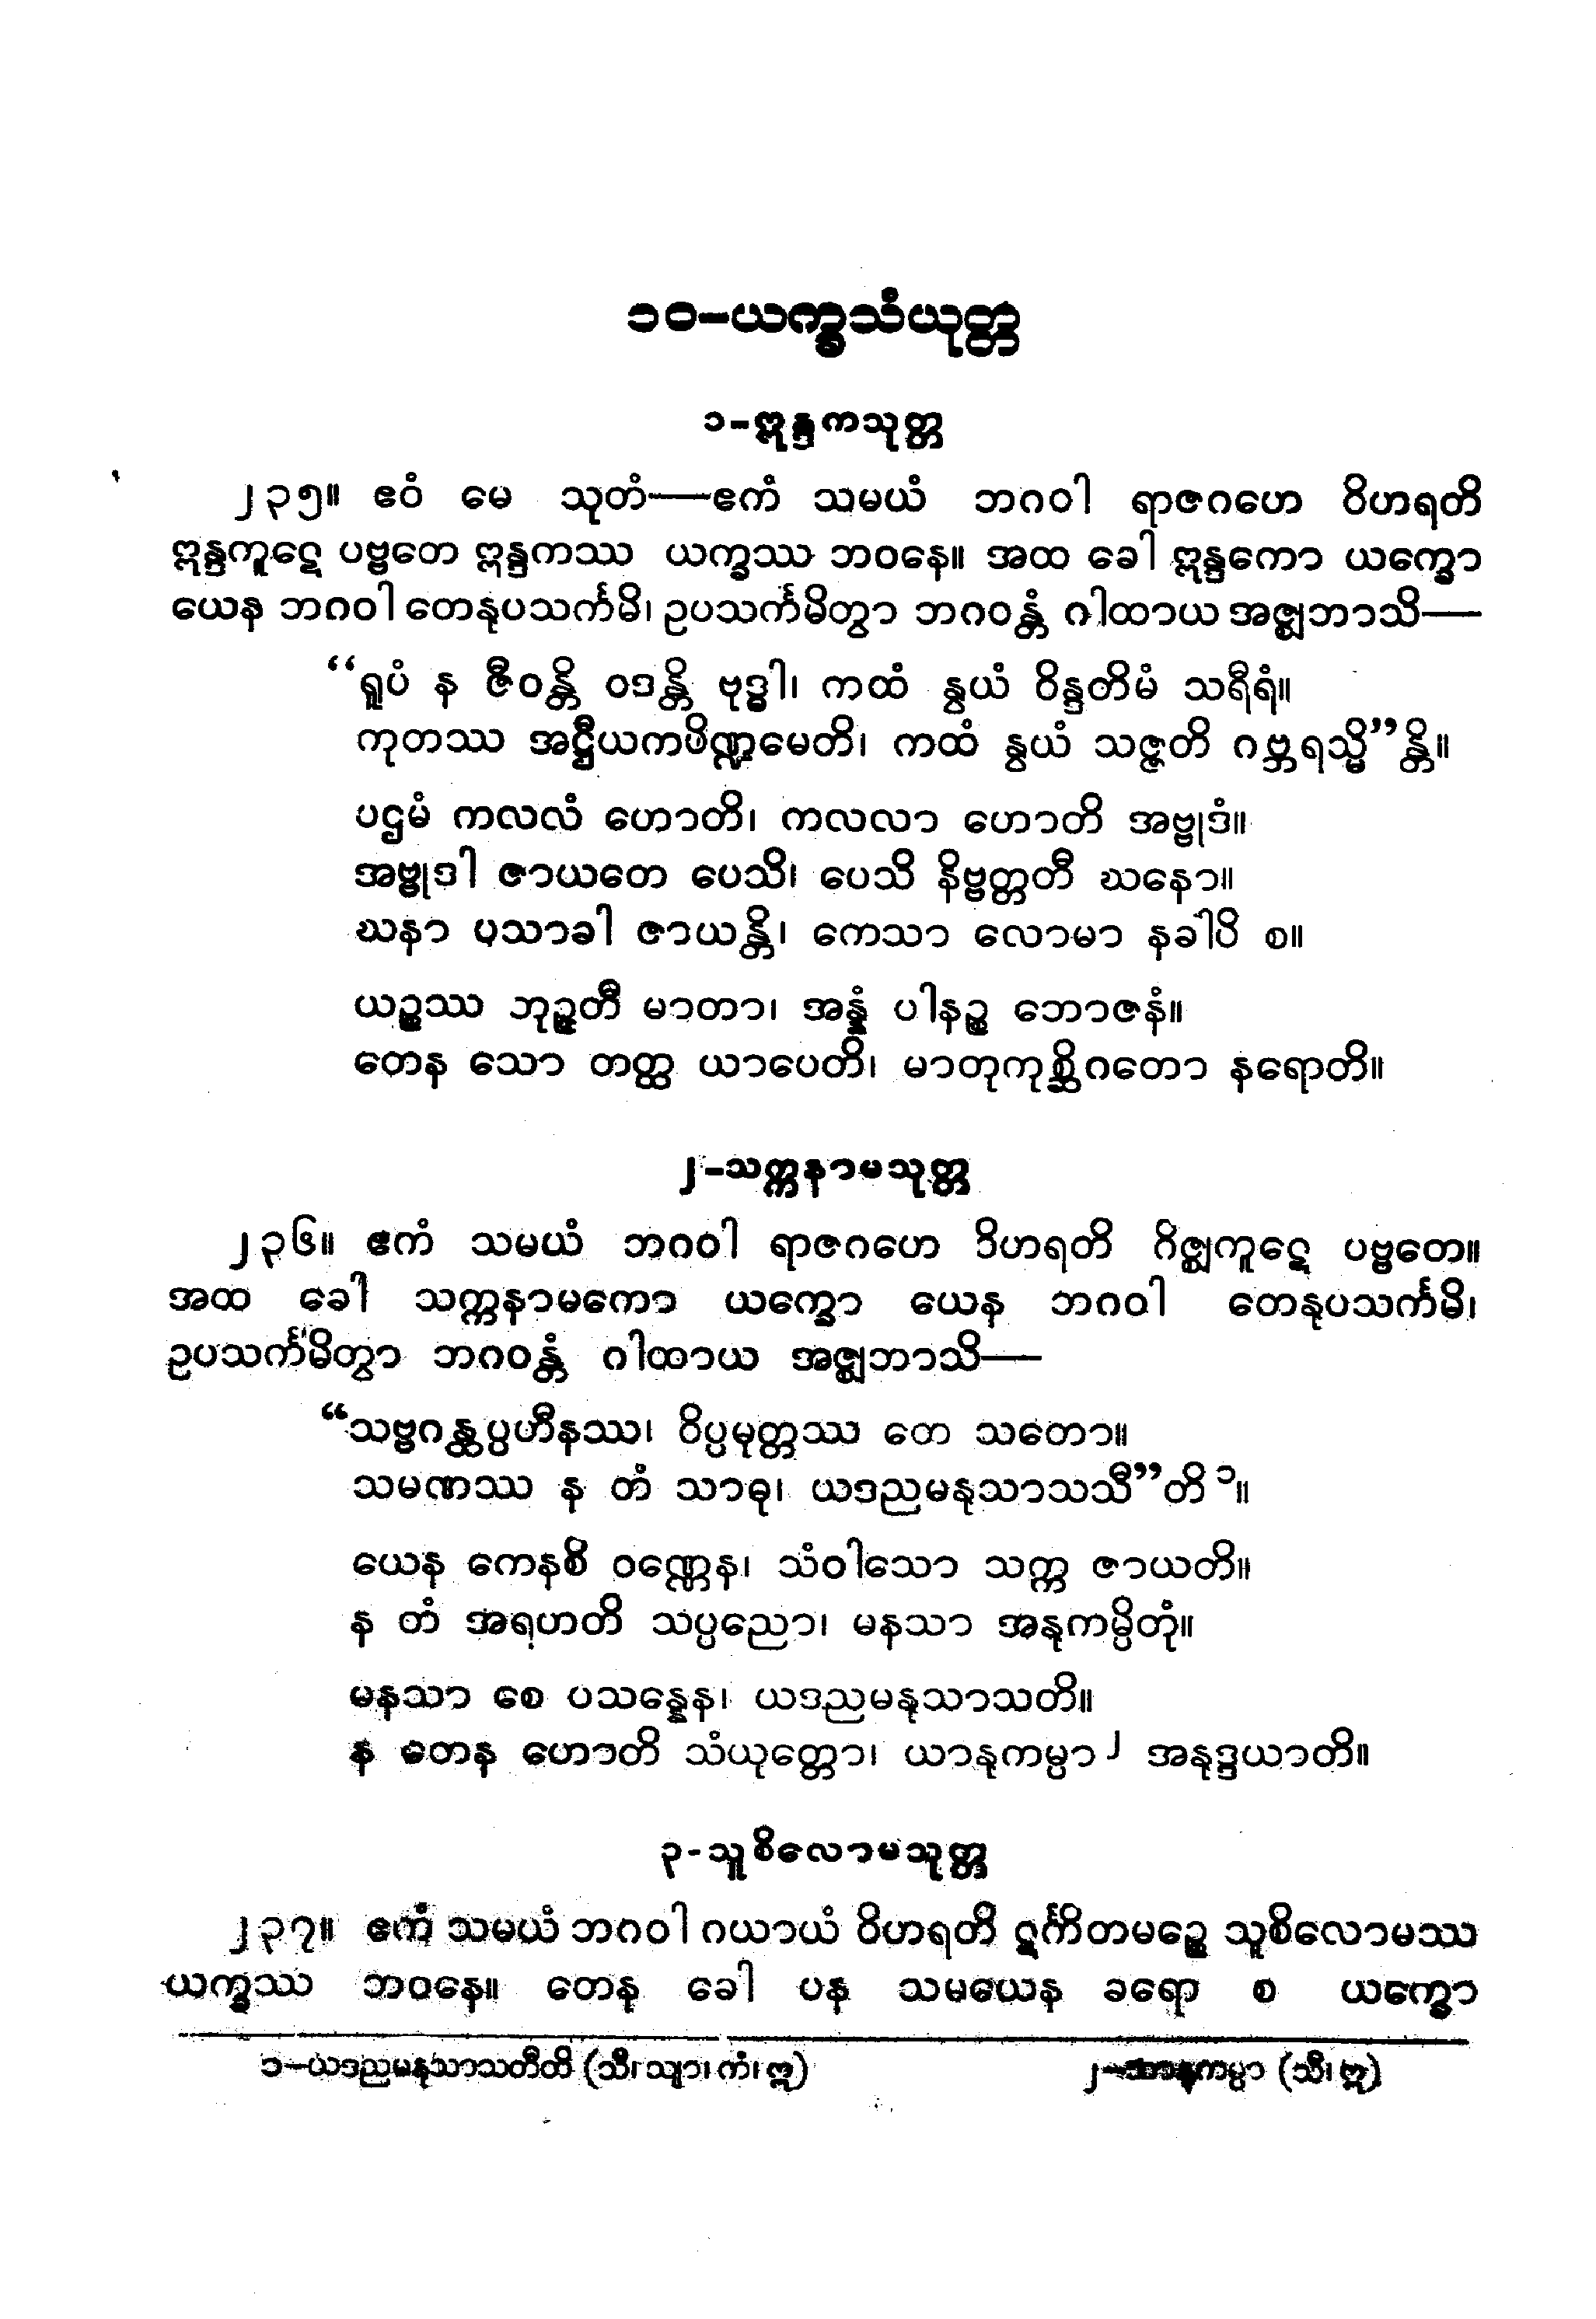 ၁၀-ယက္ခသံယုတ္တ
၁-ဣန္ဒကသုတ္တ
၂၃၅။ ဧဝံ မေ သုတံ—ဧကံ သမယံ ဘဂဝါ ရာဇဂဟေ ဝိဟရတိ
ဣန္ဒကူဋေ ပဗ္ဗတေ ဣန္ဒကဿ ယက္ခဿ ဘဝနေ။ အထ ခေါ ဣန္ဒကော ယက္ခော
ယေန ဘဂဝါ တေနုပသင်္ကမိ၊ ဥပသင်္ကမိတွာ ဘဂဝန္တံ ဂါထာယ အဇ္ဈဘာသိ—
“ရူပံ န ဇီဝန္တိ ဝဒန္တိ ဗုဒ္ဓါ၊ ကထံ နွယံ ဝိန္ဒတိမံ သရီရံ။
ကုတဿ အဋ္ဌီယကပိဏ္ဍမေတိ၊ ကထံ နွယံ သဇ္ဇတိ ဂဗ္ဘရသ္မိ”န္တိ။
ပဌမံ ကလလံ ဟောတိ၊ ကလလာ ဟောတိ အဗ္ဗုဒံ။
အဗ္ဗုဒါ ဇာယတေ ပေသိ၊ ပေသိ နိဗ္ဗတ္တတီ ဃနော။
ဃနာ ပသာခါ ဇာယန္တိ၊ ကေသာ လောမာ နခါပိ စ။
ယဉ္စဿ ဘုဉ္ဇတီ မာတာ၊ အန္နံ ပါနဉ္စ ဘောဇနံ။
တေန သော တတ္ထ ယာပေတိ၊ မာတုကုစ္ဆိဂတော နရောတိ။
၂-သက္ကနာမသုတ္တ
၂၃၆။ ဧကံ သမယံ ဘဂဝါ ရာဇဂဟေ ဝိဟရတိ ဂိဇ္ဈကူဋေ ပဗ္ဗတေ။
အထ ခေါ သက္ကနာမကော ယက္ခော ယေန ဘဂဝါ တေနုပသင်္ကမိ၊
ဥပသင်္ကမိတွာ ဘဂဝန္တံ ဂါထာယ အဇ္ဈဘာသိ—
“သဗ္ဗဂန္ထပ္ပဟီနဿ၊ ဝိပ္ပမုတ္တဿ တေ သတော။
သမဏဿ န တံ သာဓု၊ ယဒညမနုသာသသီ”တိ ၁။
ယေန ကေနစိ ဝဏ္ဏေန၊ သံဝါသော သက္က ဇာယတိ။
န တံ အရဟတိ သပ္ပညော၊ မနသာ အနုကမ္ပိတုံ။
မနသာ စေ ပသန္နေန၊ ယဒညမနုသာသတိ။
န တေန ဟောတိ သံယုတ္တော၊ ယာနုကမ္ပာ ၂ အနုဒ္ဒယာတိ။
၃-သူစိလောမသုတ္တ
၂၃၇။ ဧကံ သမယံ ဘဂဝါ ဂယာယံ ဝိဟရတိ ဋင်္ကိတမဉ္စေ သူစိလောမဿ
ယက္ခဿ ဘဝနေ။ တေန ခေါ ပန သမယေန ခရော စ ယက္ခော
၁-ယဒညမနုသာသတီတိ (သီ၊ သျာ၊ ကံ၊ ဣ) ၂- (သီ၊ ဣ)